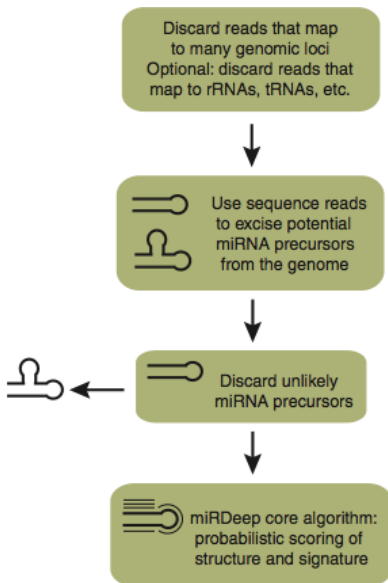 Discard reads that map
to many genomic loci
Optional: discard reads that
map to rRNAs, tRNAs, etc.
Use sequence reads
to excise potential
miRNA precursors
from the genome
Discard unlikely
miRNA precursors
miRDeep core algorithm:
probabilistic scoring of
structure and signature